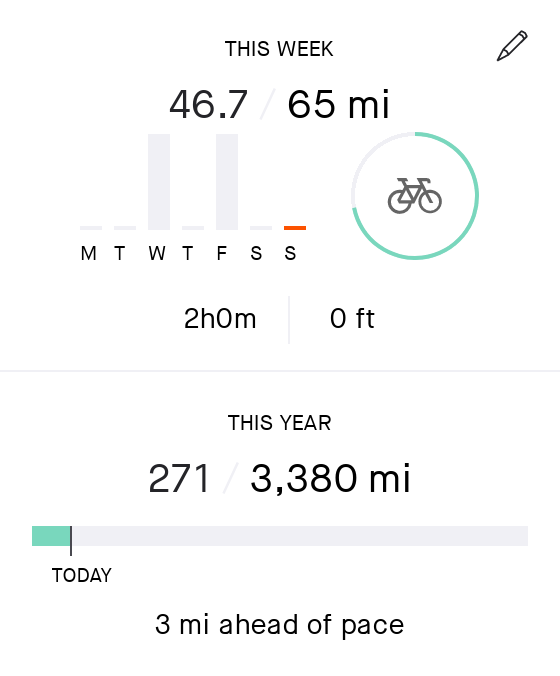 THIS WEEK
46.7 / 65 mi
M T W T F S S
2h0m 0 ft
THIS YEAR
271 / 3,380 mi
TODAY
3 mi ahead of pace